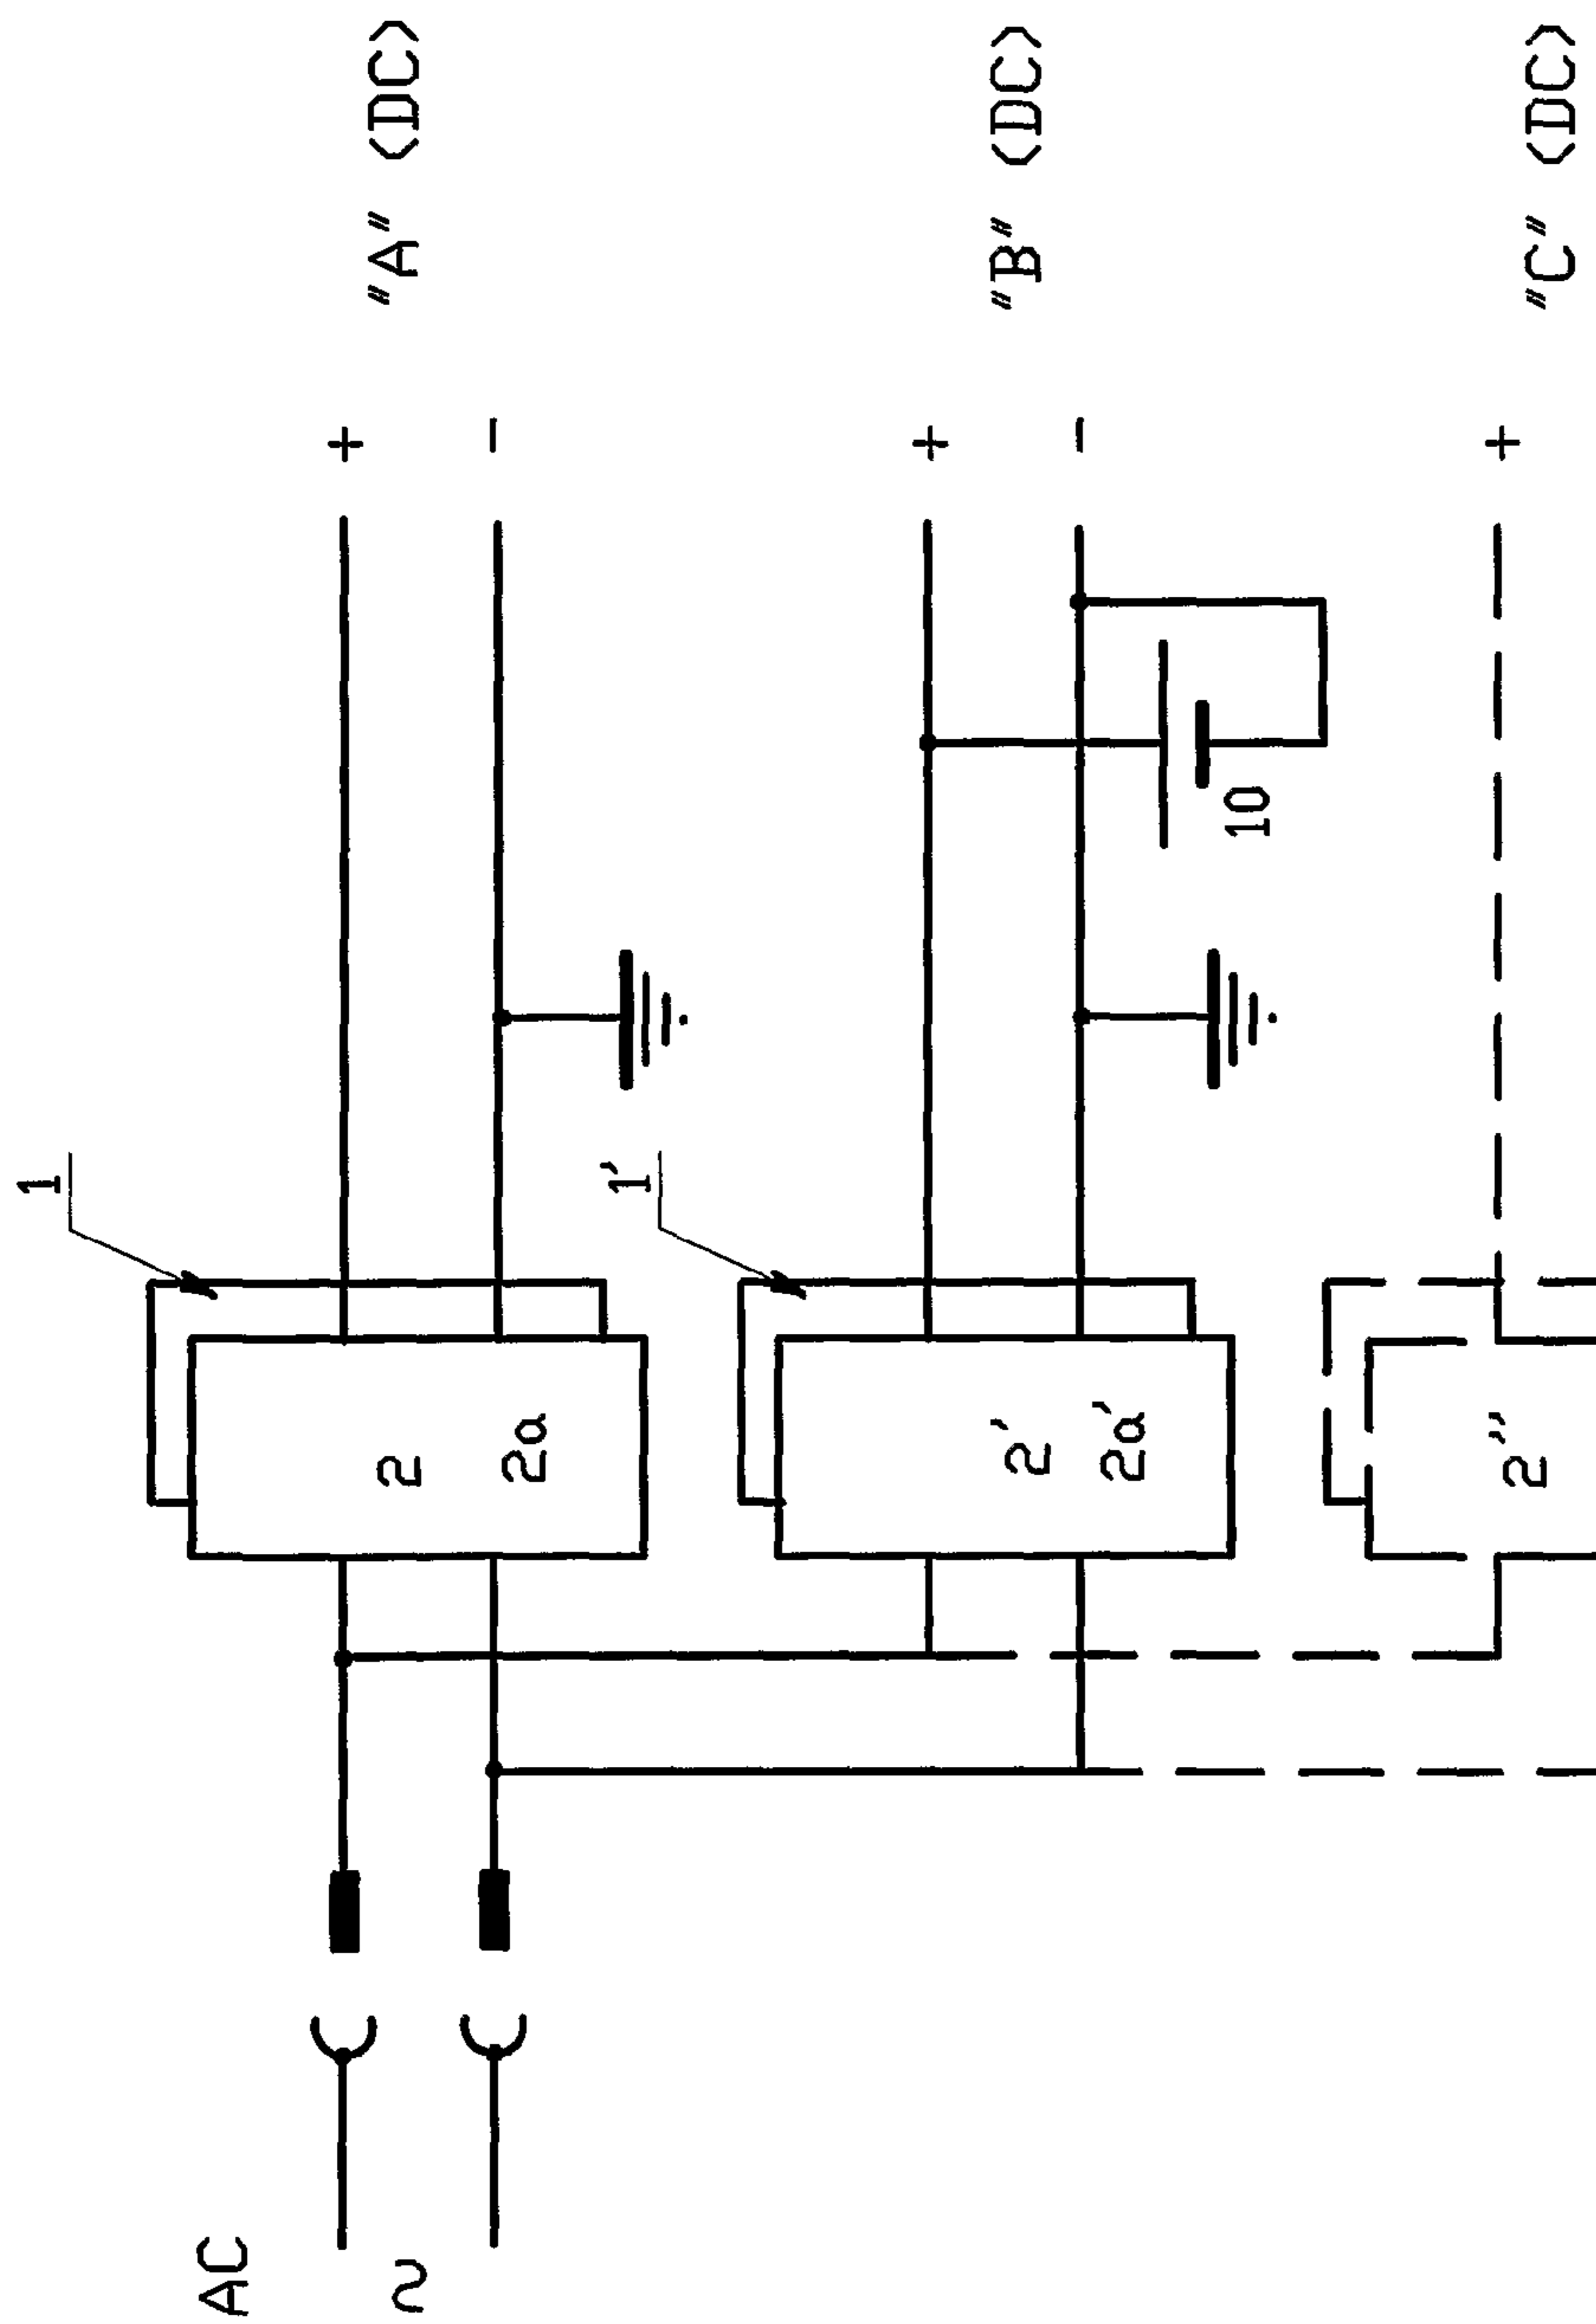 "A" (DC)
"B" (DC)
"C" (DC)
+
-
+
-
+
1
1'
2
2a
2'
2a'
2"
10
AC
~